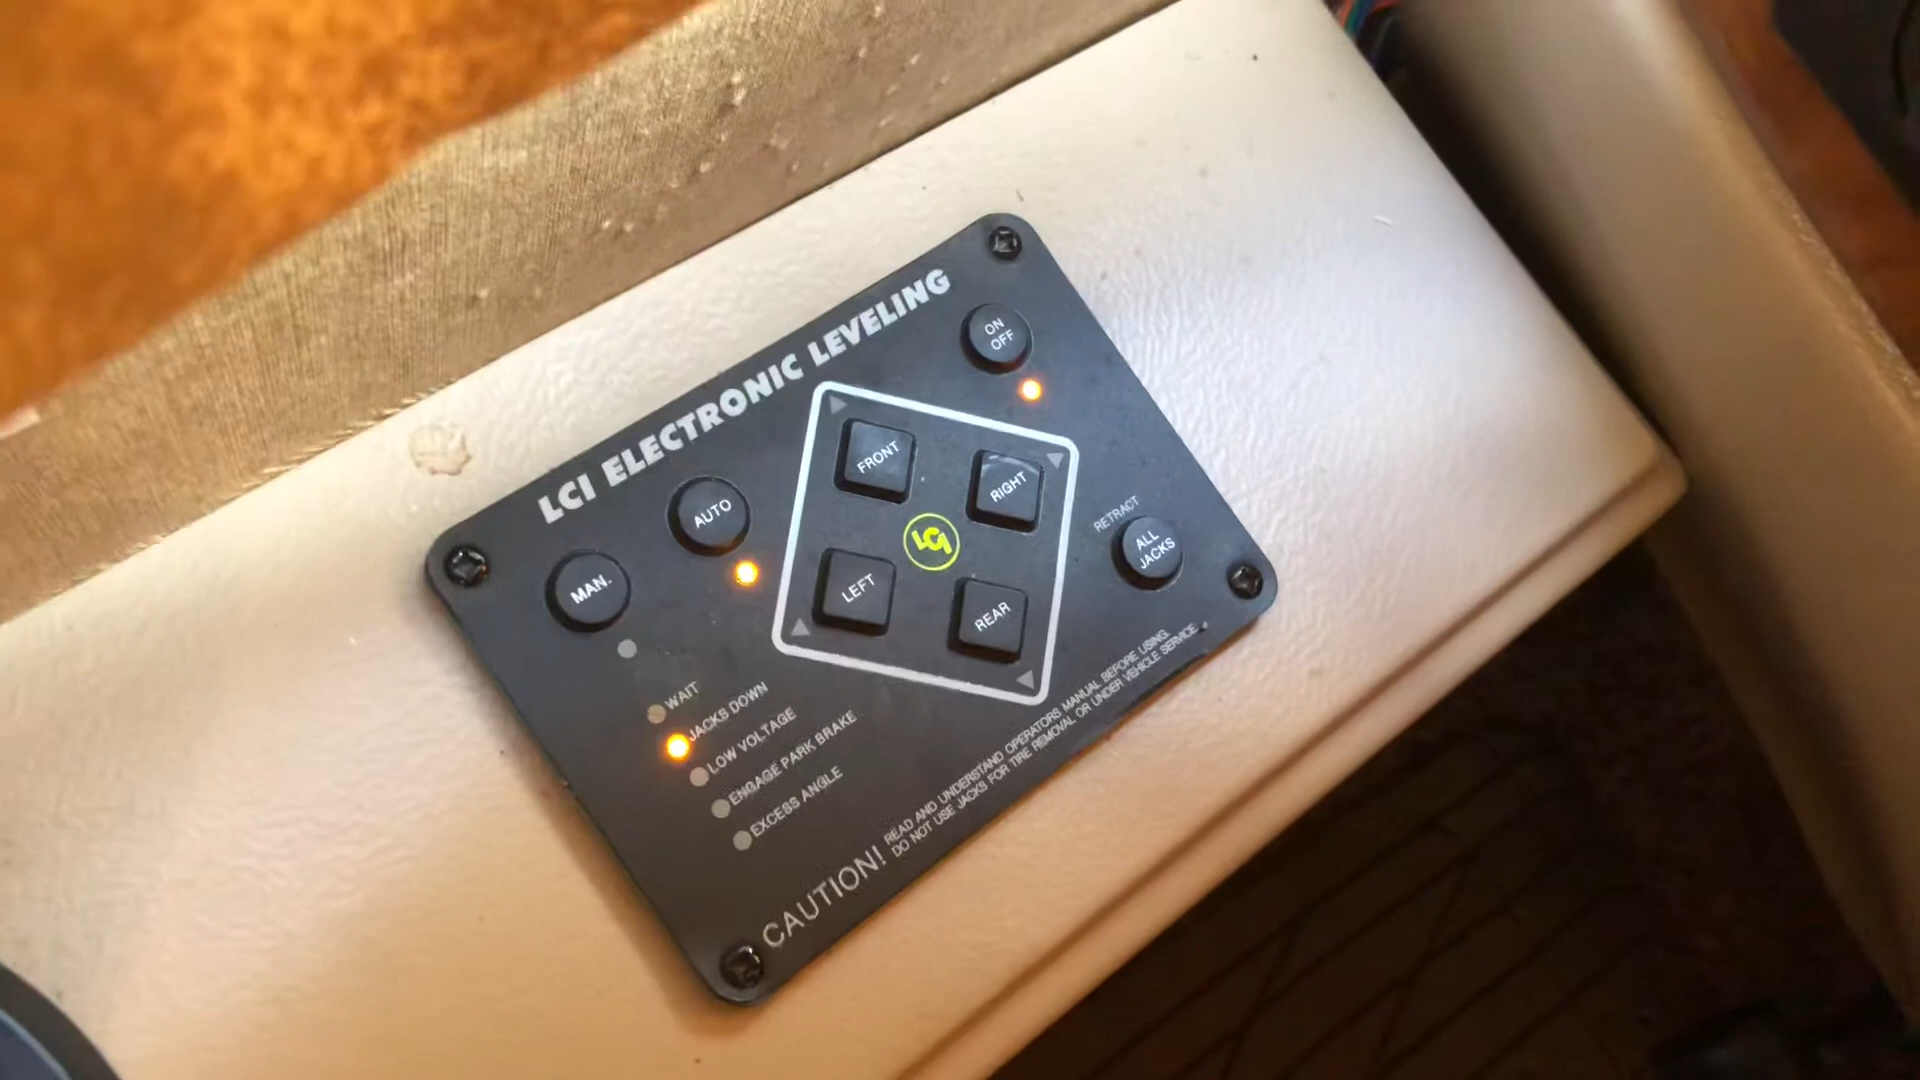 LCI ELECTRONIC LEVELING
ON
OFF
AUTO
MAN.
FRONT
RIGHT
LEFT
REAR
LCI
RETRACT
ALL
JACKS
WAIT
JACKS DOWN
LOW VOLTAGE
ENGAGE PARK BRAKE
EXCESS ANGLE
CAUTION!
READ AND UNDERSTAND OPERATORS MANUAL BEFORE USING.
DO NOT USE JACKS FOR TIRE REMOVAL OR UNDER VEHICLE SERVICE.